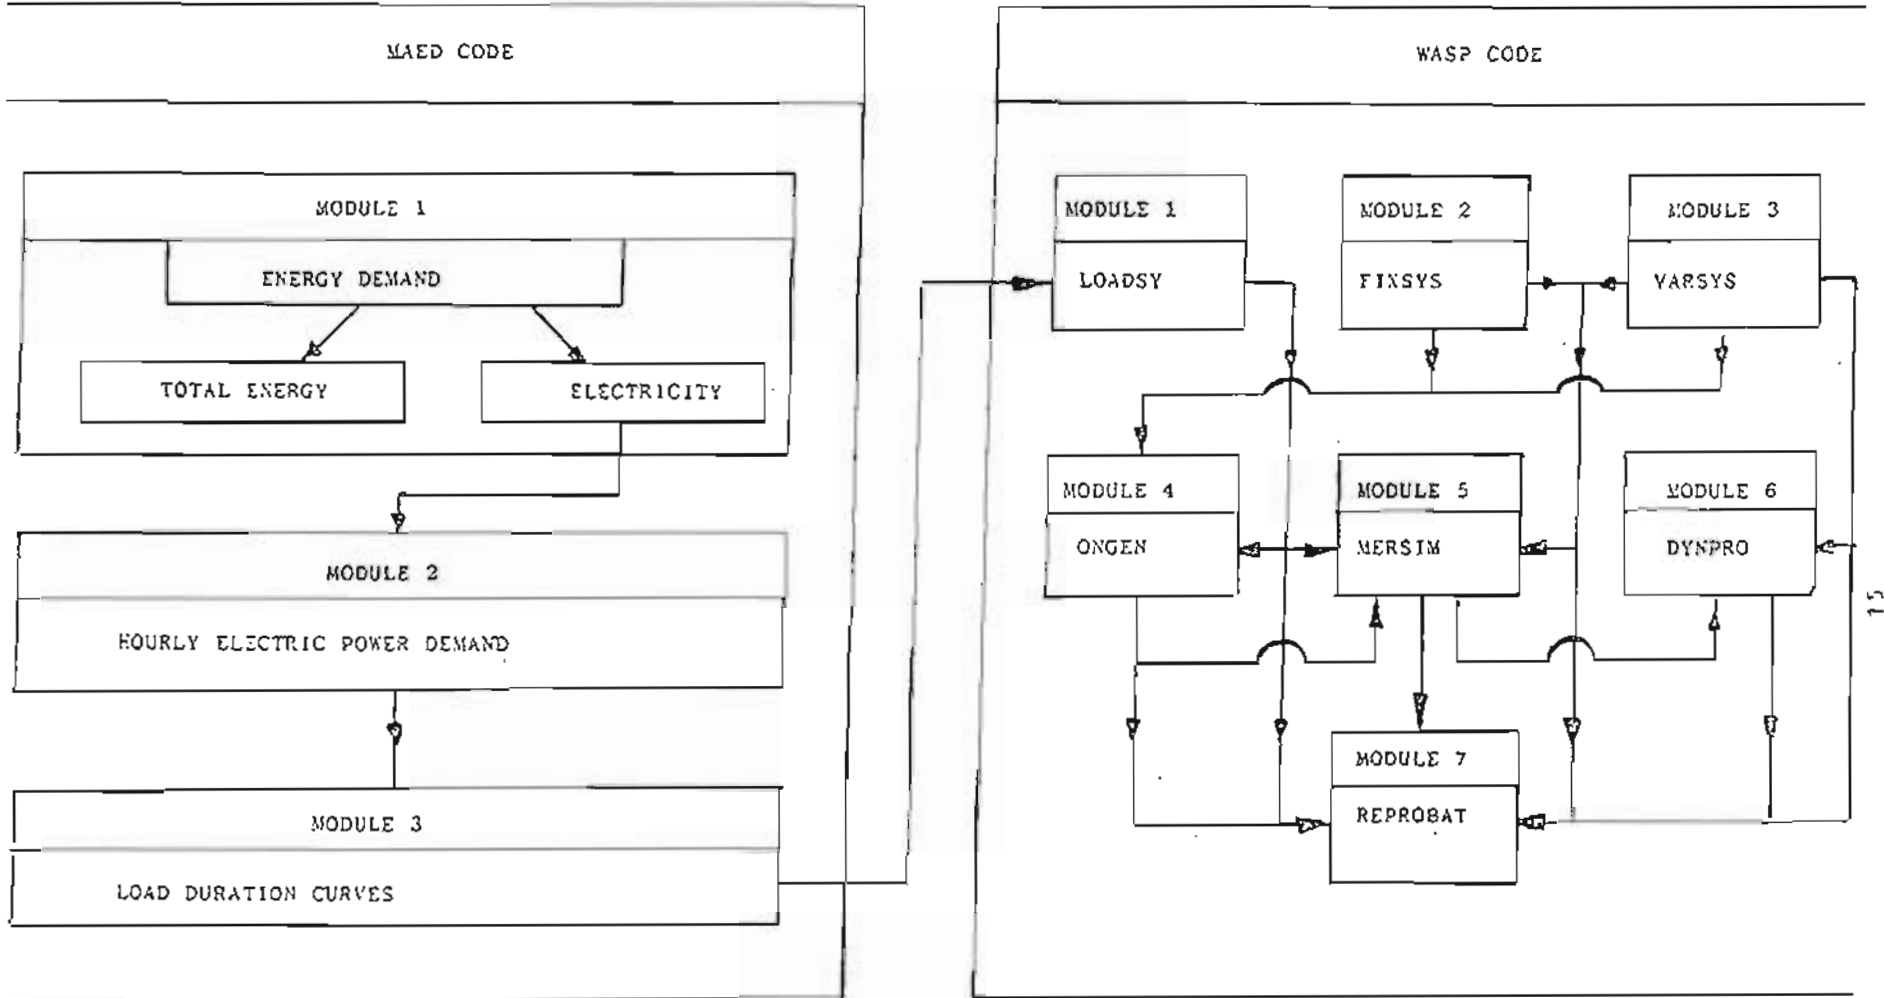 MAED CODE
MODULE 1
ENERGY DEMAND
TOTAL ENERGY
ELECTRICITY
MODULE 2
HOURLY ELECTRIC POWER DEMAND
MODULE 3
LOAD DURATION CURVES
WASP CODE
MODULE 1
LOADSY
MODULE 2
FIXSYS
MODULE 3
VARSYS
MODULE 4
ONGEN
MODULE 5
MERSIM
MODULE 6
DYNPRO
MODULE 7
REPROBAT
15